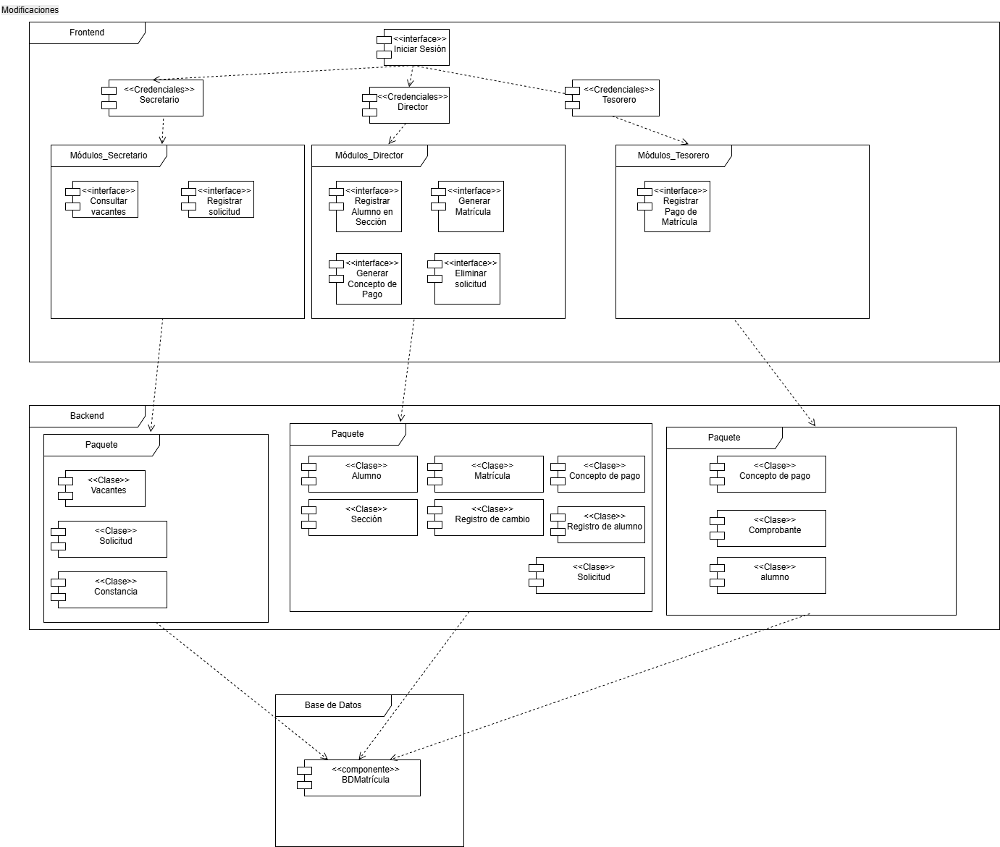 Modificaciones
Frontend
<<interface>>
Iniciar Sesión
<<Credenciales>>
Secretario
<<Credenciales>>
Director
<<Credenciales>>
Tesorero
Módulos_Secretario
<<interface>>
Consultar
vacantes
<<interface>>
Registrar
solicitud
Módulos_Director
<<interface>>
Registrar
Alumno en
Sección
<<interface>>
Generar
Matrícula
<<interface>>
Generar
Concepto de
Pago
<<interface>>
Eliminar
solicitud
Módulos_Tesorero
<<interface>>
Registrar
Pago de
Matrícula
Backend
Paquete
<<Clase>>
Vacantes
<<Clase>>
Solicitud
<<Clase>>
Constancia
Paquete
<<Clase>>
Alumno
<<Clase>>
Matrícula
<<Clase>>
Concepto de pago
<<Clase>>
Sección
<<Clase>>
Registro de cambio
<<Clase>>
Registro de alumno
<<Clase>>
Solicitud
Paquete
<<Clase>>
Concepto de pago
<<Clase>>
Comprobante
<<Clase>>
alumno
Base de Datos
<<componente>>
BDMatrícula